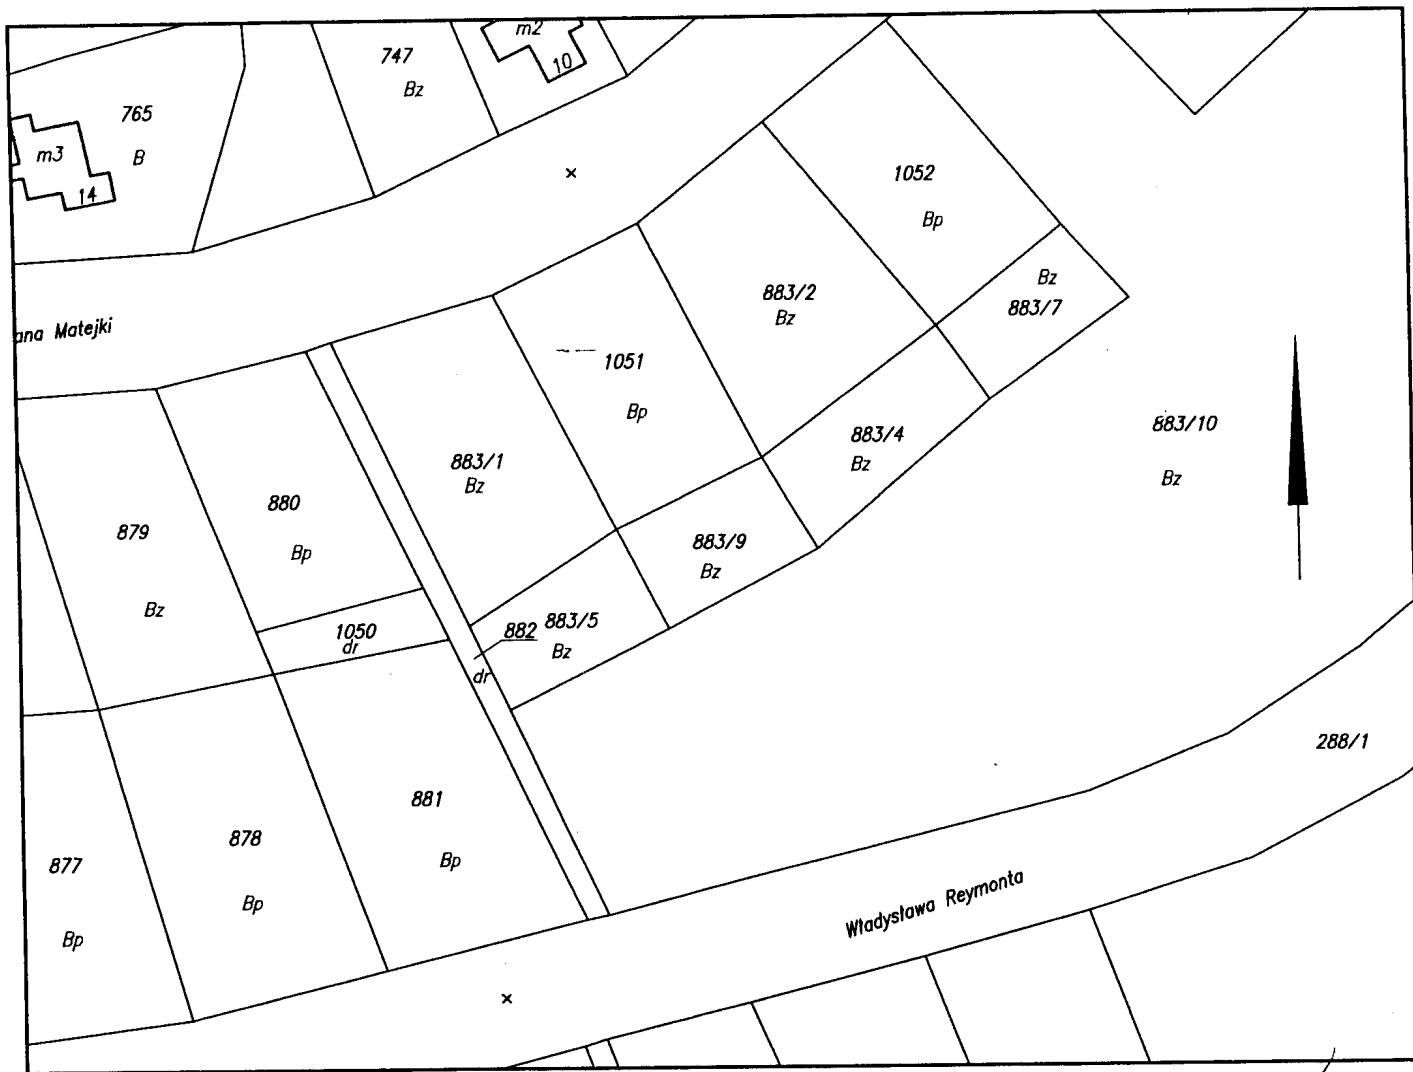 m2
10
747
Bz
765
B
m3
14
1052
Bp
Bz
883/7
883/2
Bz
ana Matejki
1051
Bp
883/10
Bz
883/4
Bz
883/1
Bz
880
Bp
879
Bz
883/9
Bz
1050
dr
882
883/5
Bz
dr
288/1
881
Bp
878
Bp
877
Bp
Władysława Reymonta